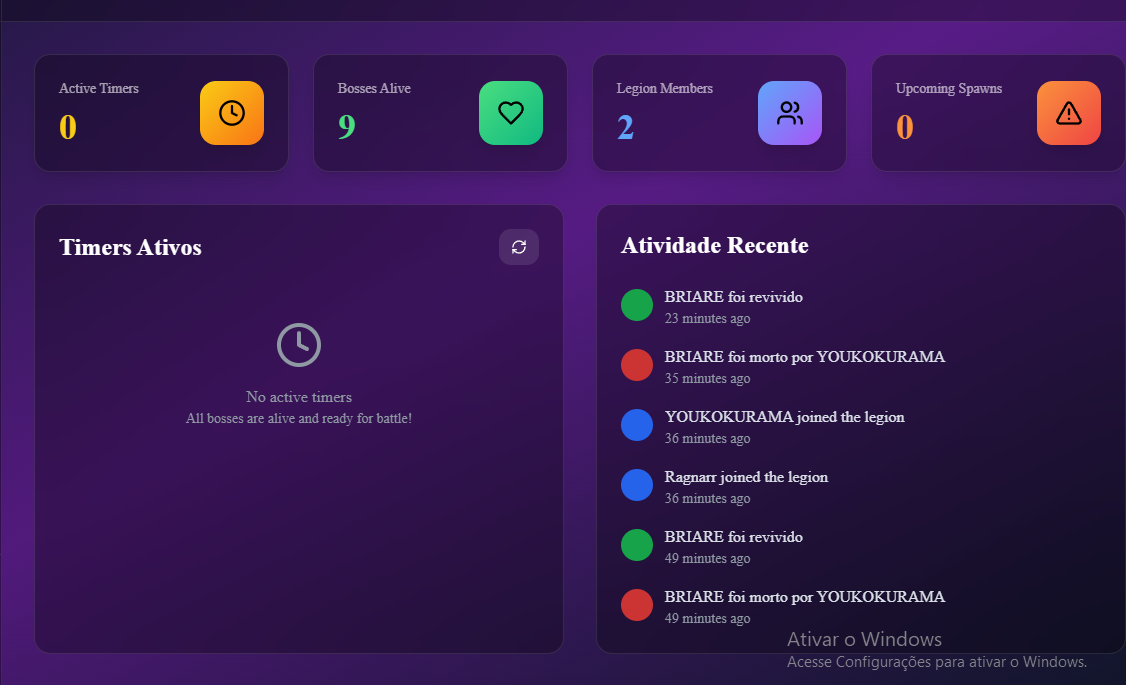 Active Timers
0
Bosses Alive
9
Legion Members
2
Upcoming Spawns
0
Timers Ativos
No active timers
All bosses are alive and ready for battle!
Atividade Recente
BRIARE foi revivido
23 minutes ago
BRIARE foi morto por YOUKOKURAMA
35 minutes ago
YOUKOKURAMA joined the legion
36 minutes ago
Ragnarr joined the legion
36 minutes ago
BRIARE foi revivido
49 minutes ago
BRIARE foi morto por YOUKOKURAMA
49 minutes ago
Ativar o Windows
Acesse Configurações para ativar o Windows.